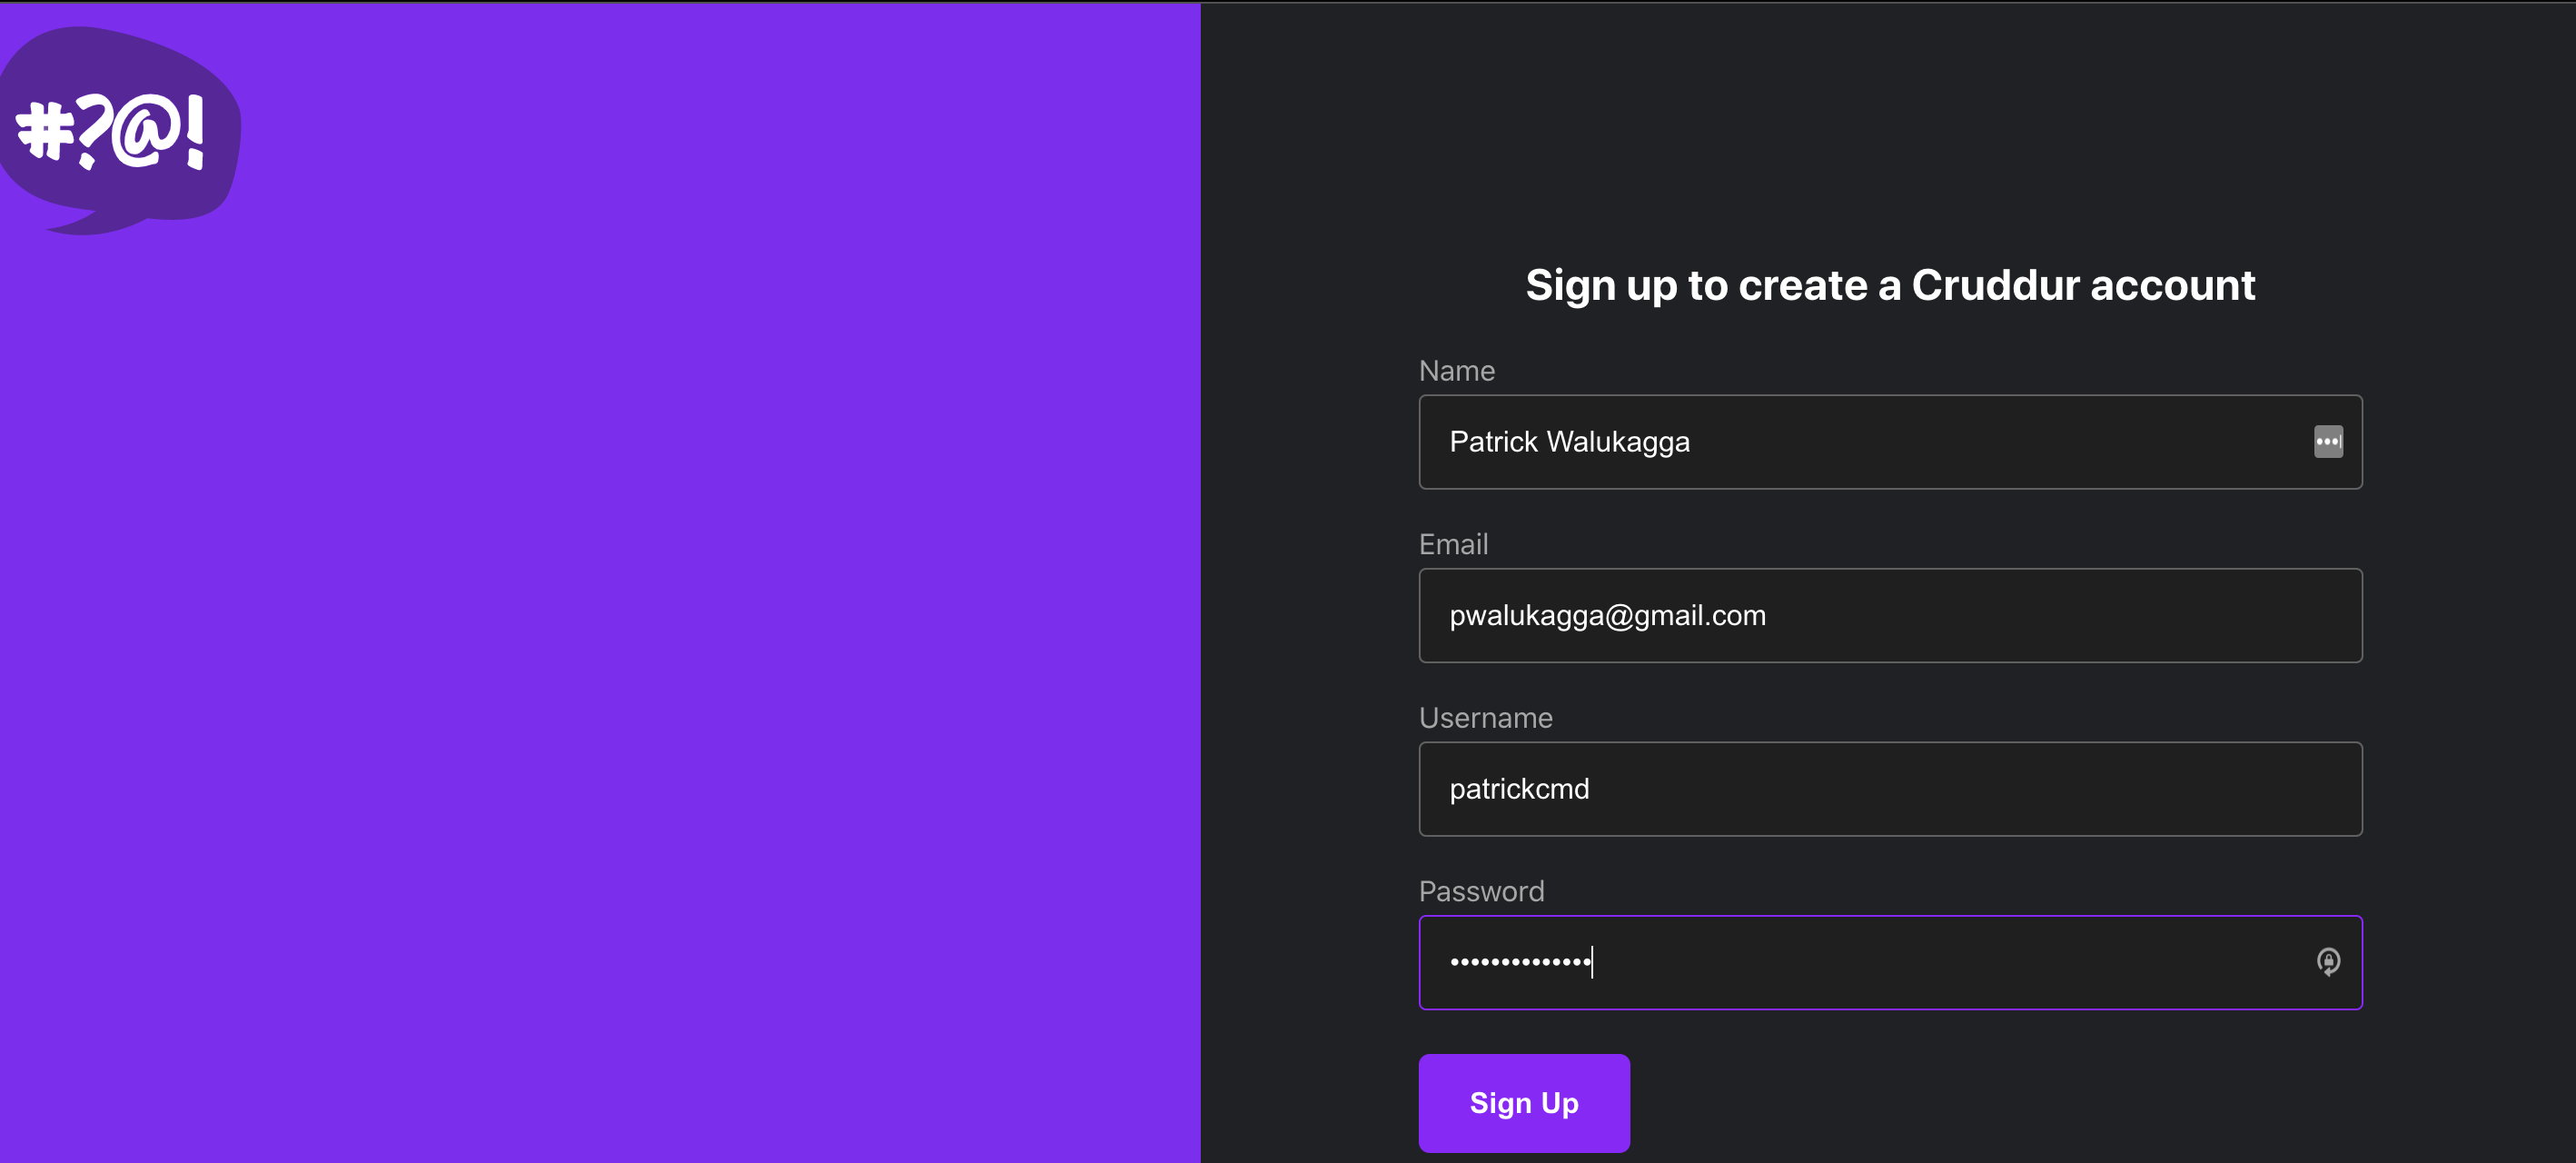 #?@!
Sign up to create a Cruddur account
Name
Patrick Walukagga
Email
pwalukagga@gmail.com
Username
patrickcmd
Password
••••••••••••••
Sign Up